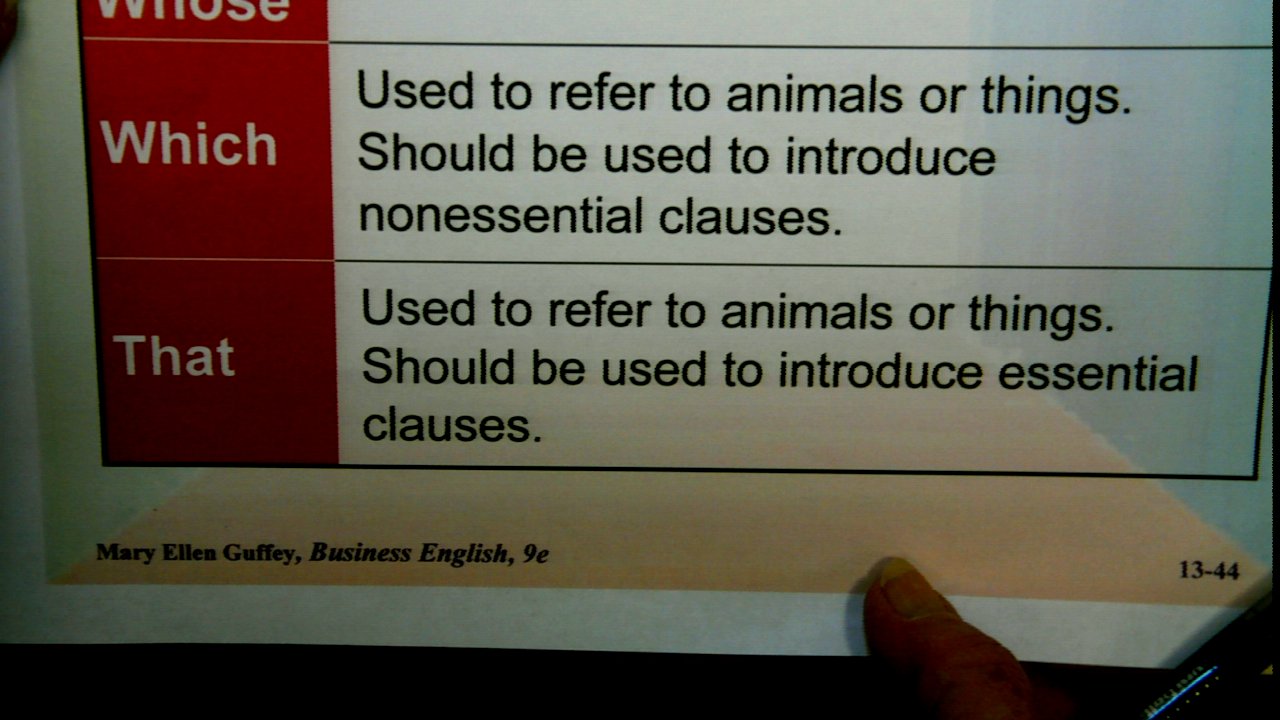 Whose
Which
Used to refer to animals or things.
Should be used to introduce
nonessential clauses.
That
Used to refer to animals or things.
Should be used to introduce essential
clauses.
Mary Ellen Guffey, Business English, 9e
13-44